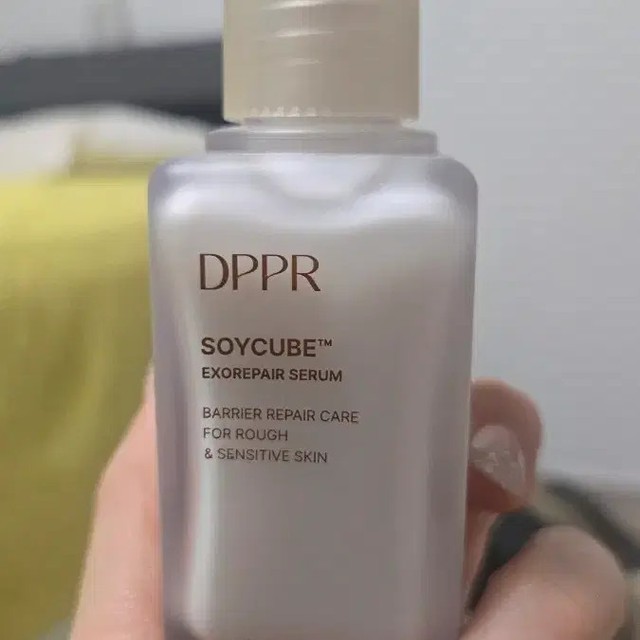 DPPR
SOYCUBE™
EXOREPAIR SERUM
BARRIER REPAIR CARE
FOR ROUGH
& SENSITIVE SKIN